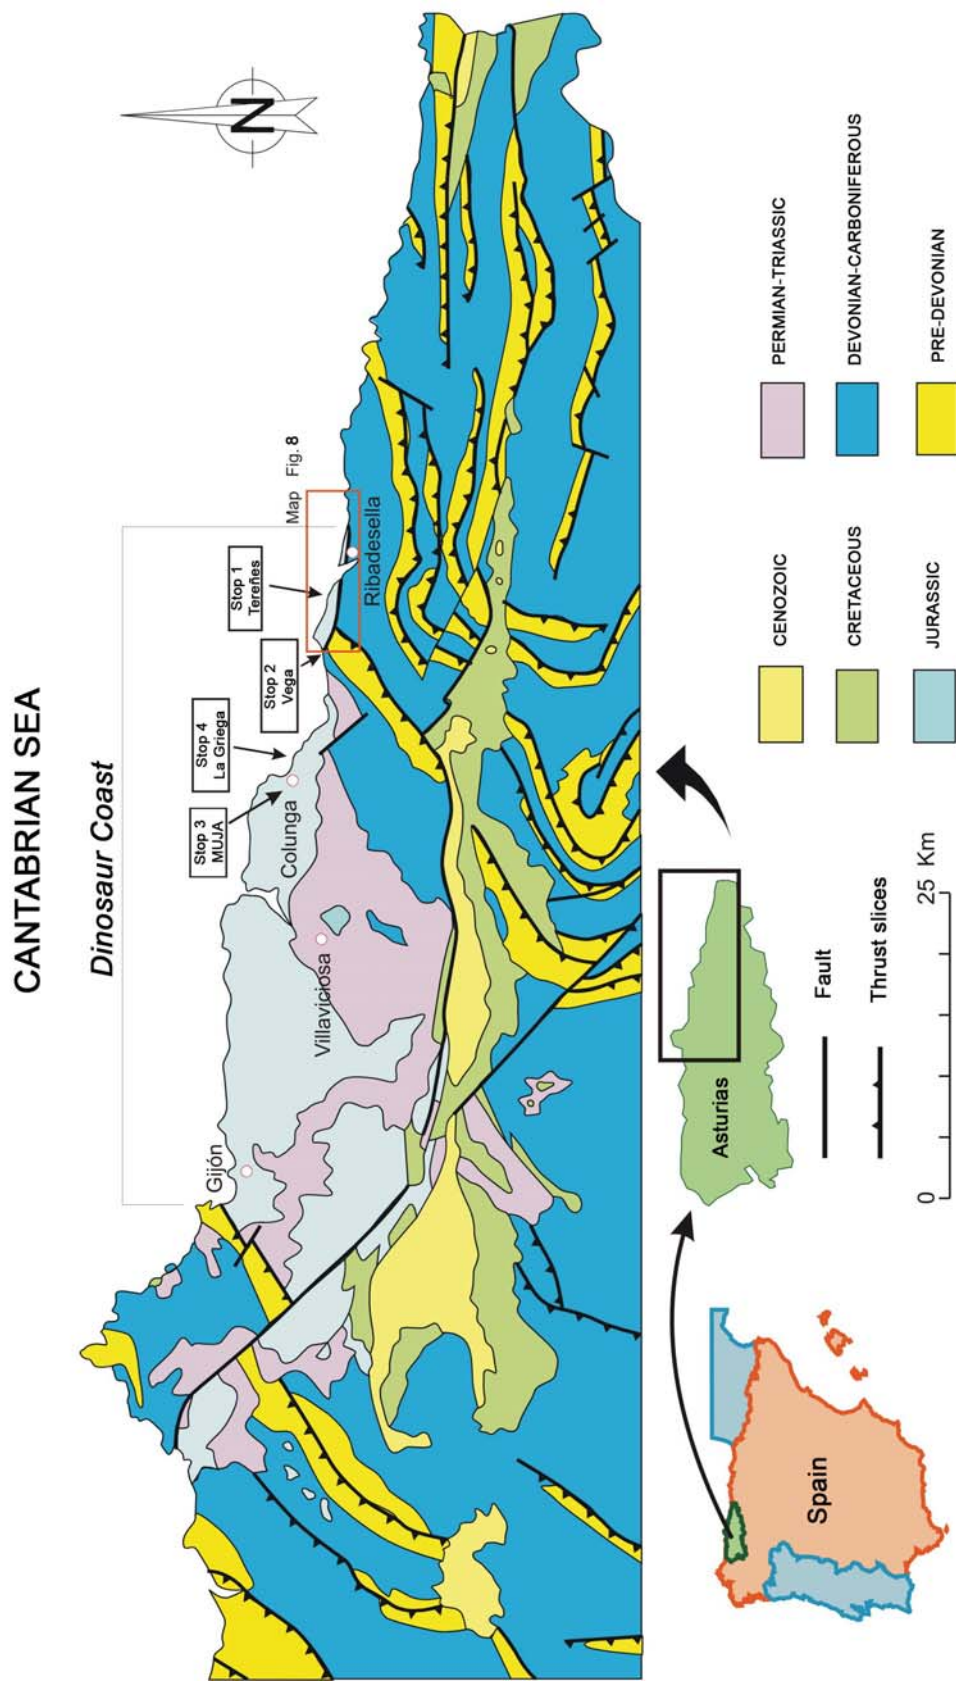 CANTABRIAN SEA
Dinosaur Coast
Stop 3
MUJA
Stop 4
La Griega
Stop 2
Vega
Stop 1
Tereñes
Map Fig. 8
N
Gijón
Villaviciosa
Colunga
Ribadesella
Spain
Asturias
Fault
Thrust slices
0
25 Km
CENOZOIC
CRETACEOUS
JURASSIC
PERMIAN-TRIASSIC
DEVONIAN-CARBONIFEROUS
PRE-DEVONIAN